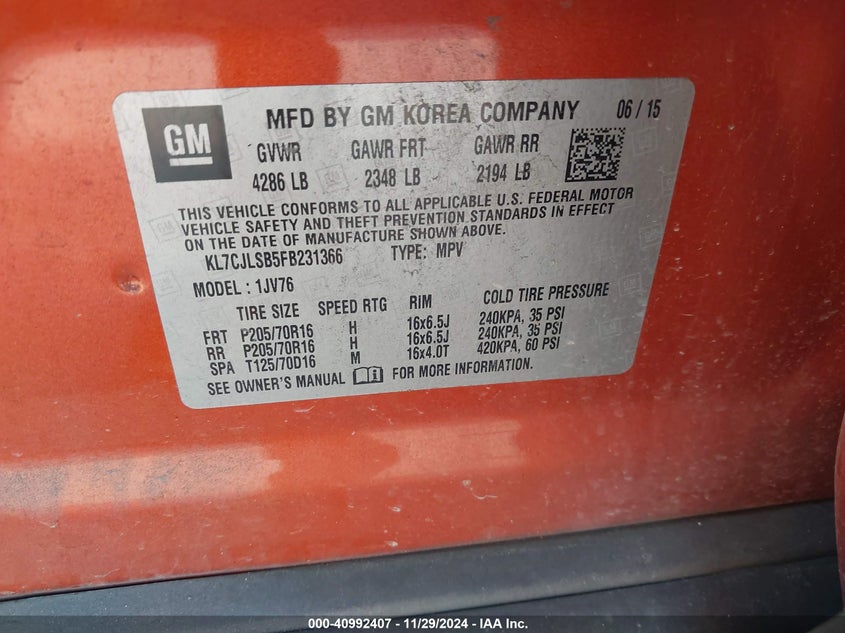 GM
MFD BY GM KOREA COMPANY 06 / 15
GVWR GAWR FRT GAWR RR
4286 LB 2348 LB 2194 LB
THIS VEHICLE CONFORMS TO ALL APPLICABLE U.S. FEDERAL MOTOR
VEHICLE SAFETY AND THEFT PREVENTION STANDARDS IN EFFECT
ON THE DATE OF MANUFACTURE SHOWN ABOVE.
KL7CJLSB5FB231366 TYPE: MPV
MODEL : 1JV76
TIRE SIZE SPEED RTG RIM COLD TIRE PRESSURE
FRT P205/70R16 H 16x6.5J 240KPA, 35 PSI
RR P205/70R16 H 16x6.5J 240KPA, 35 PSI
SPA T125/70D16 M 16x4.0T 420KPA, 60 PSI
SEE OWNER'S MANUAL FOR MORE INFORMATION.
000-40992407 - 11/29/2024 - IAA Inc.